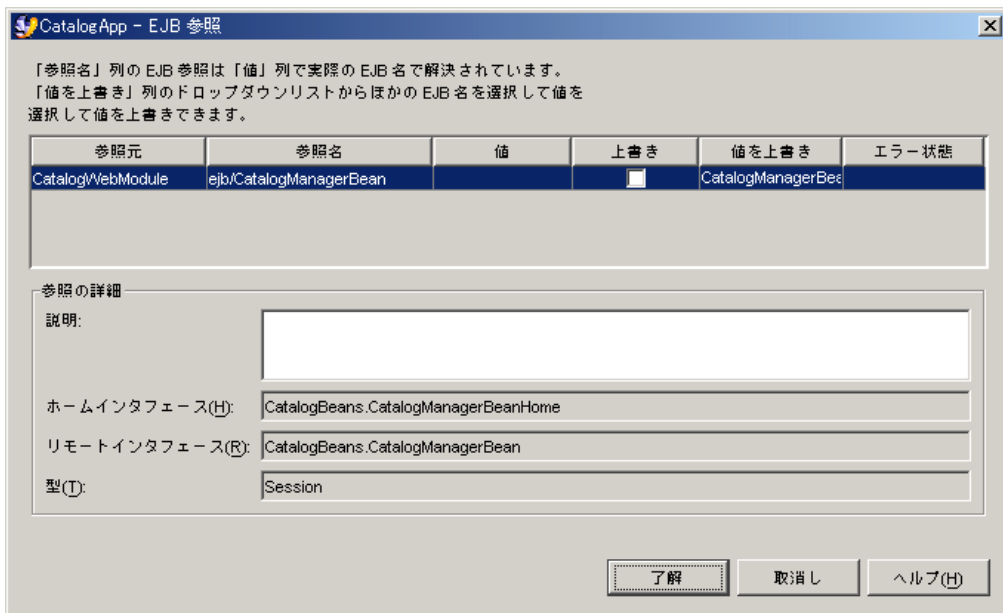 CatalogApp - EJB 参照
「参照名」列の EJB 参照は「値」列で実際の EJB 名で解決されています。
「値を上書き」列のドロップダウンリストからほかの EJB 名を選択して値を
選択して値を上書きできます。
参照元 参照名 値 上書き 値を上書き エラー状態
CatalogWebModule ejb/CatalogManagerBean CatalogManagerBea
参照の詳細
説明:
ホームインタフェース(H): CatalogBeans.CatalogManagerBeanHome
リモートインタフェース(R): CatalogBeans.CatalogManagerBean
型(T): Session
了解 取消し ヘルプ(H)